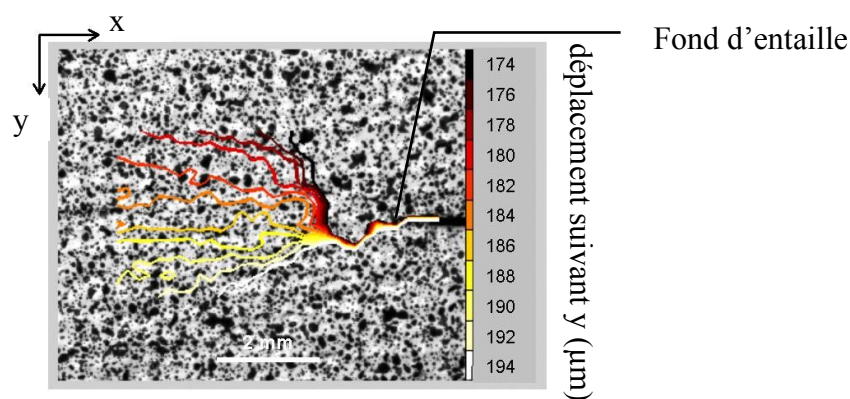 x
y
Fond d’entaille
174
176
178
180
182
184
186
188
190
192
194
déplacement suivant y (µm)
2 mm